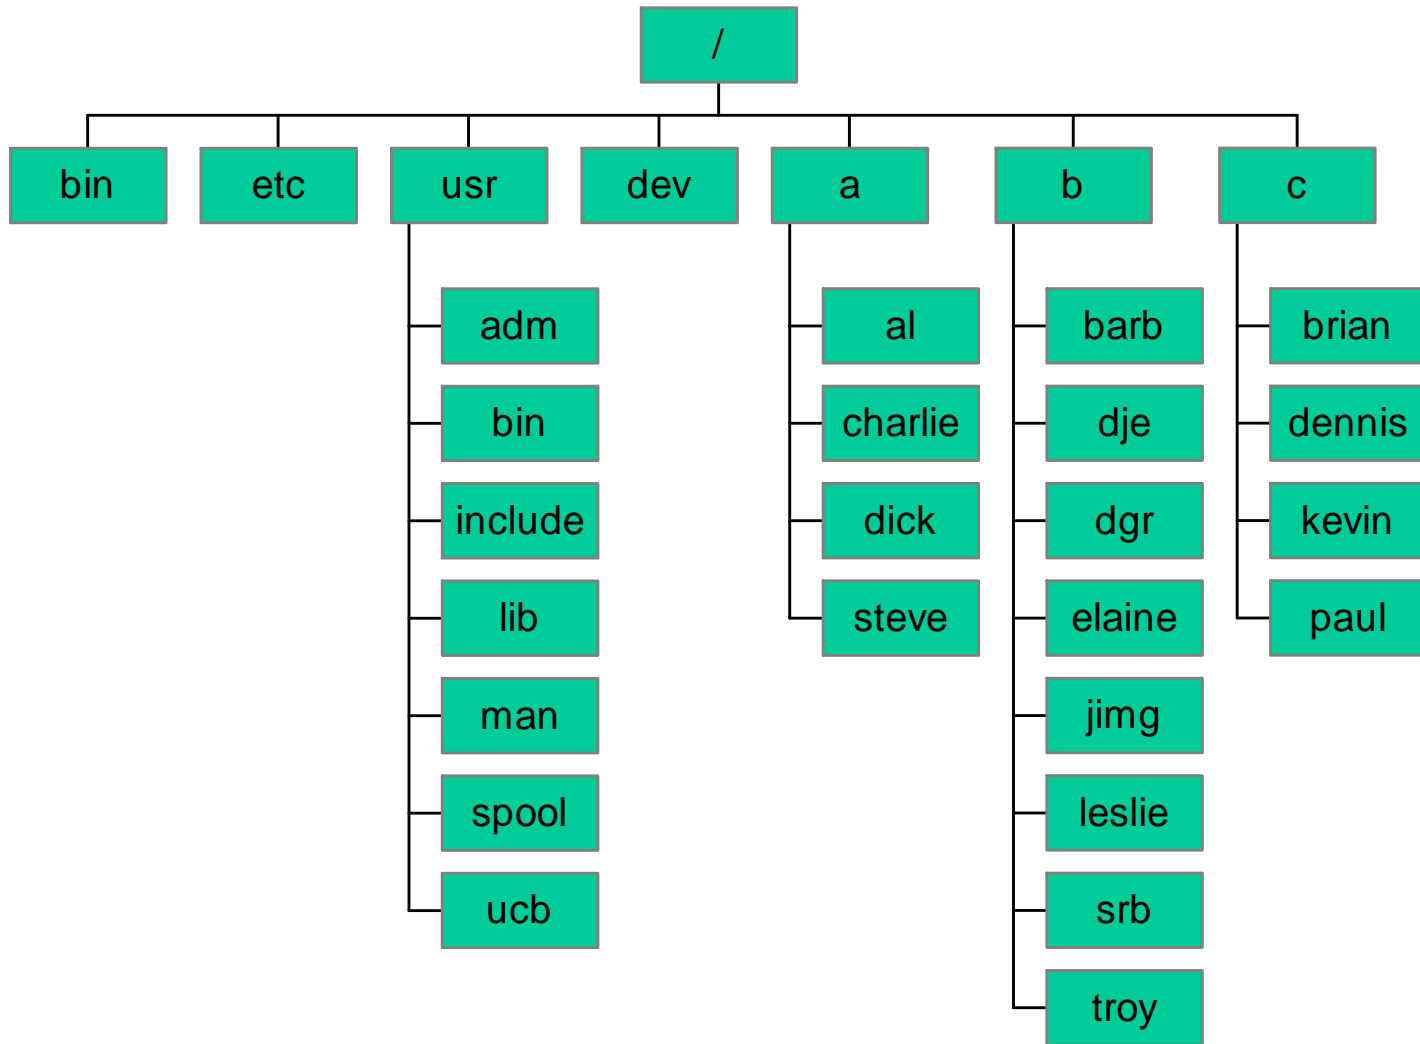 /
bin
etc
usr
dev
a
b
c
adm
bin
include
lib
man
spool
ucb
al
charlie
dick
steve
barb
dje
dgr
elaine
jimg
leslie
srb
troy
brian
dennis
kevin
paul